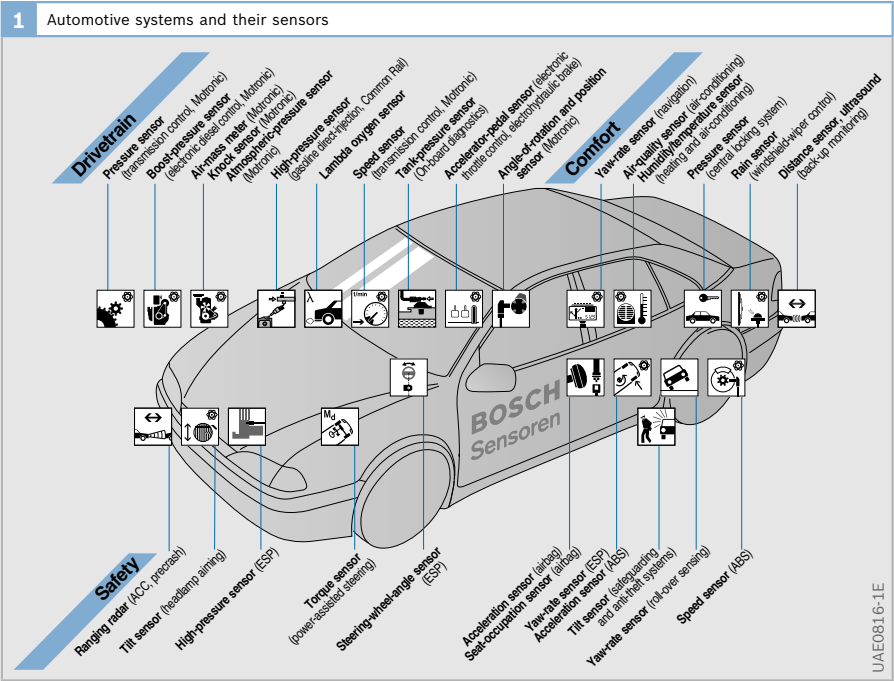 1 Automotive systems and their sensors
Drivetrain
Pressure sensor
(transmission control, Motronic)
Boost-pressure sensor
(electronic diesel control, Motronic)
Air-mass meter (Motronic)
Knock sensor (Motronic)
Atmospheric-pressure sensor
(Motronic)
High-pressure sensor
(gasoline direct-injection, Common Rail)
Lambda oxygen sensor
Speed sensor
(transmission control, Motronic)
Tank-pressure sensor
(On-board diagnostics)
Accelerator-pedal sensor (electronic
throttle control, electrohydraulic brake)
Angle-of-rotation and position
sensor (Motronic)
Comfort
Yaw-rate sensor (navigation)
Air-quality sensor (air-conditioning)
Humidity/temperature sensor
(heating and air-conditioning)
Pressure sensor
(central locking system)
Rain sensor
(windshield-wiper control)
Distance sensor, ultrasound
(back-up monitoring)
λ
1/min
Md
BOSCH
Sensoren
Safety
Ranging radar (ACC, precrash)
Tilt sensor (headlamp aiming)
High-pressure sensor (ESP)
Torque sensor
(power-assisted steering)
Steering-wheel-angle sensor
(ESP)
Acceleration sensor (airbag)
Seat-occupation sensor (airbag)
Yaw-rate sensor (ESP)
Acceleration sensor (ABS)
Tilt sensor (safeguarding
and anti-theft systems)
Yaw-rate sensor (roll-over sensing)
Speed sensor (ABS)
UAE0816-1E